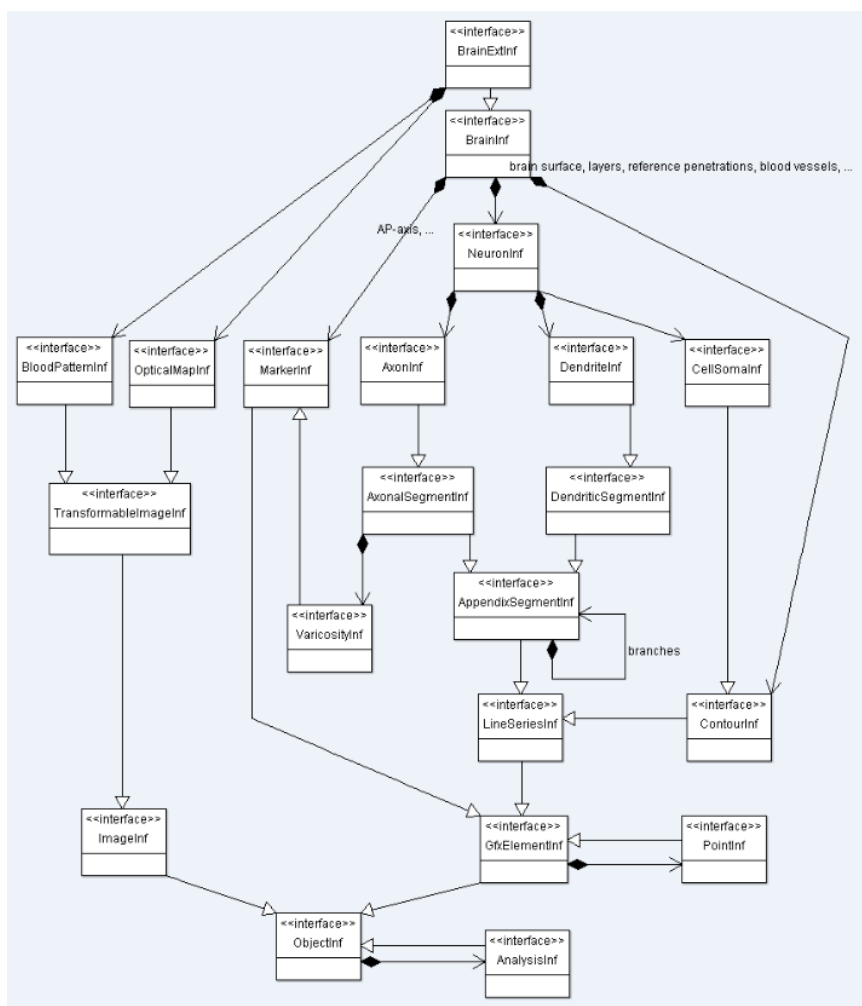 <<interface>>
BrainExtInf
<<interface>>
BrainInf
brain surface, layers, reference penetrations, blood vessels, ...
AP-axis, ...
<<interface>>
NeuronInf
<<interface>>
BloodPatternInf
<<interface>>
OpticalMapInf
<<interface>>
MarkerInf
<<interface>>
AxonInf
<<interface>>
DendriteInf
<<interface>>
CellSomaInf
<<interface>>
TransformableImageInf
<<interface>>
AxonalSegmentInf
<<interface>>
DendriticSegmentInf
<<interface>>
AppendixSegmentInf
<<interface>>
VaricosityInf
branches
<<interface>>
LineSeriesInf
<<interface>>
ContourInf
<<interface>>
ImageInf
<<interface>>
GfxElementInf
<<interface>>
PointInf
<<interface>>
ObjectInf
<<interface>>
AnalysisInf